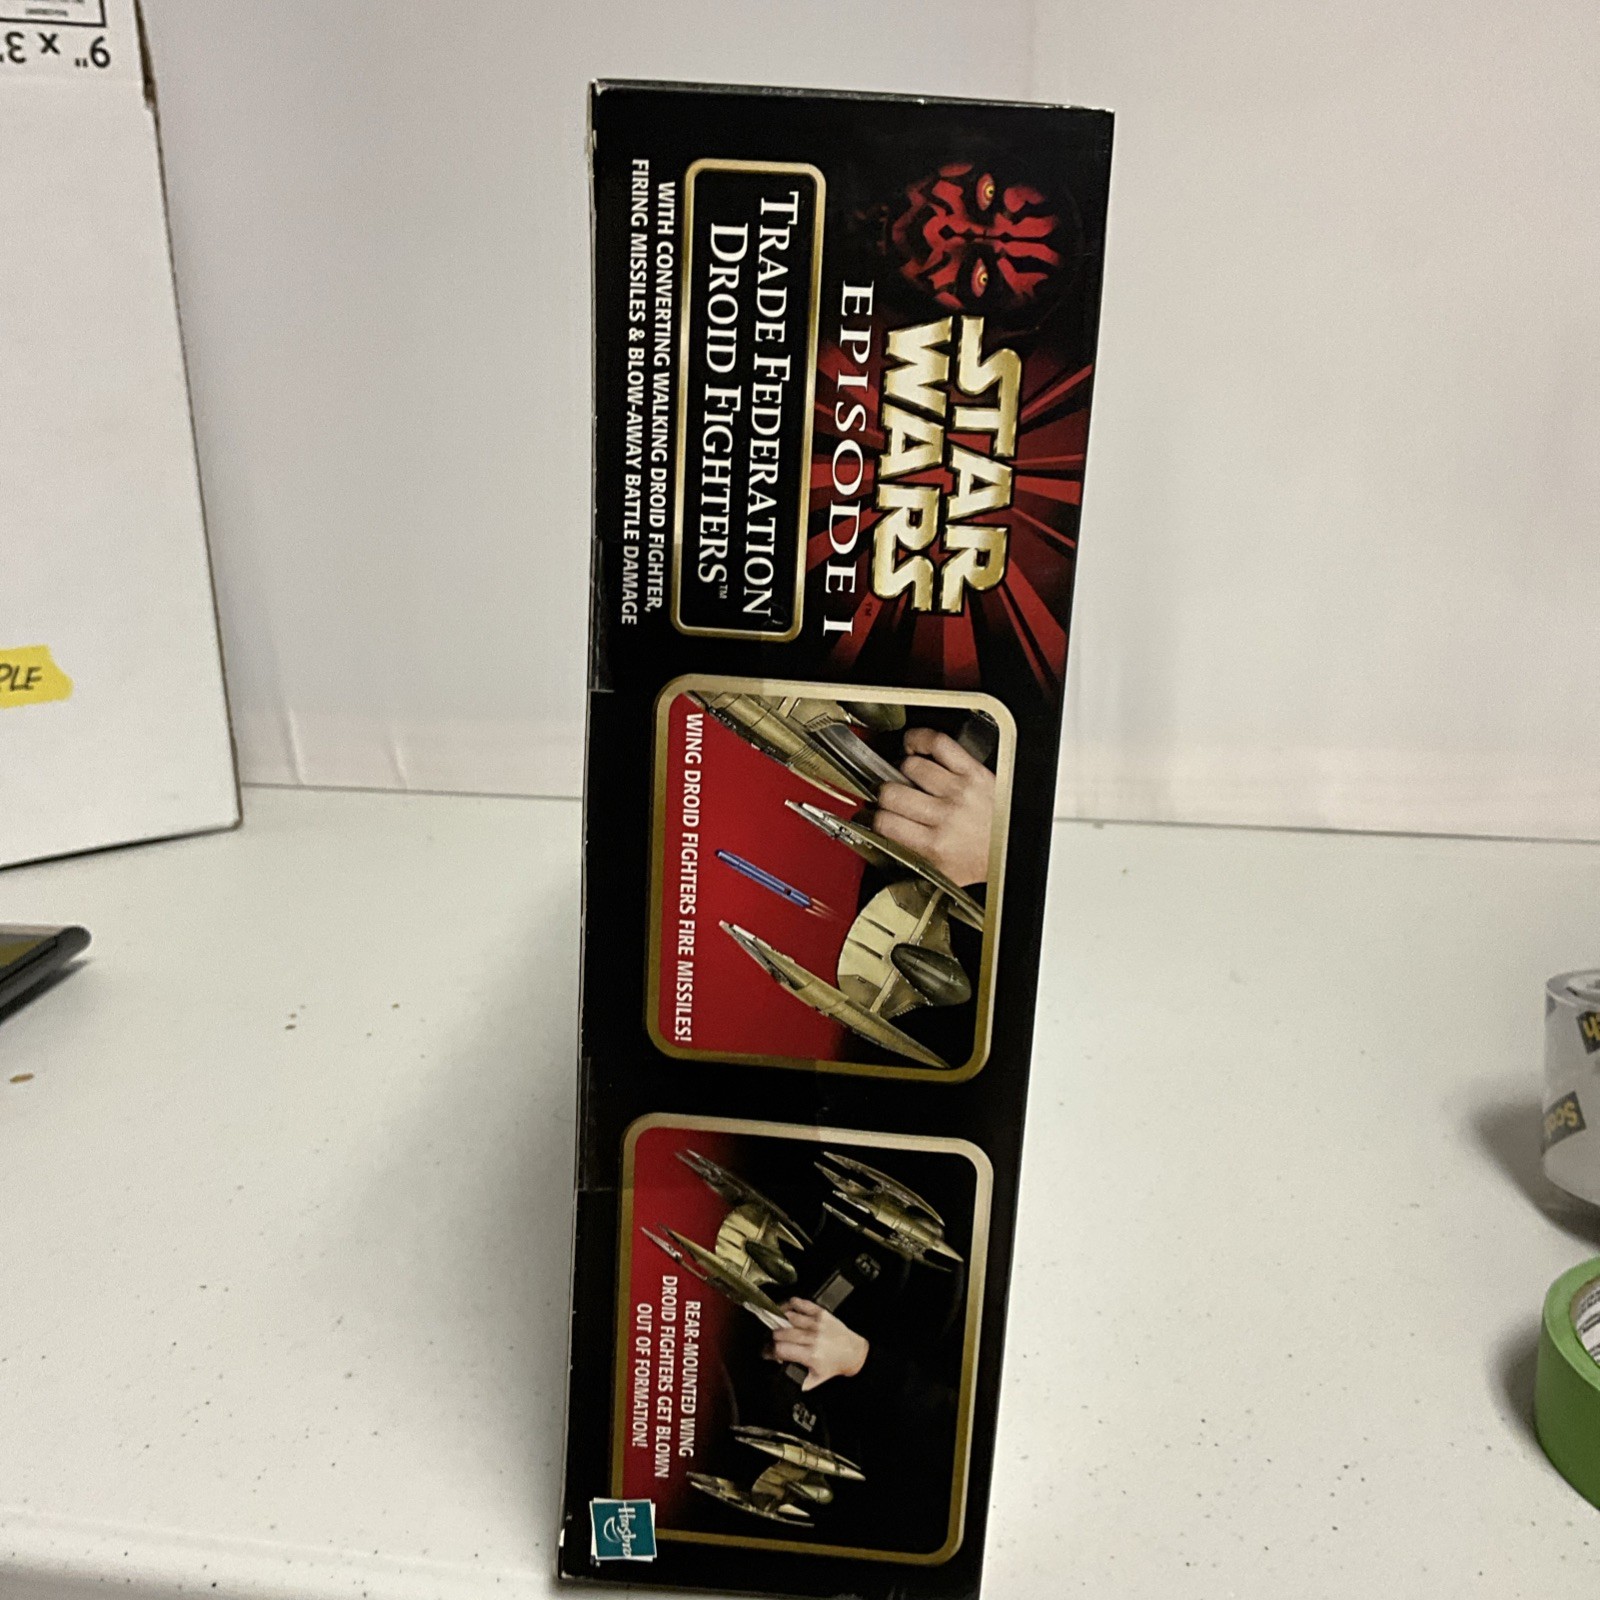 STAR
WARS
EPISODE I™
TRADE FEDERATION
DROID FIGHTERS™
WITH CONVERTING WALKING DROID FIGHTER,
FIRING MISSILES & BLOW-AWAY BATTLE DAMAGE
WING DROID FIGHTERS FIRE MISSILES!
REAR-MOUNTED WING
DROID FIGHTERS GET BLOWN
OUT OF FORMATION!
Hasbro
9" x 3"
PLE